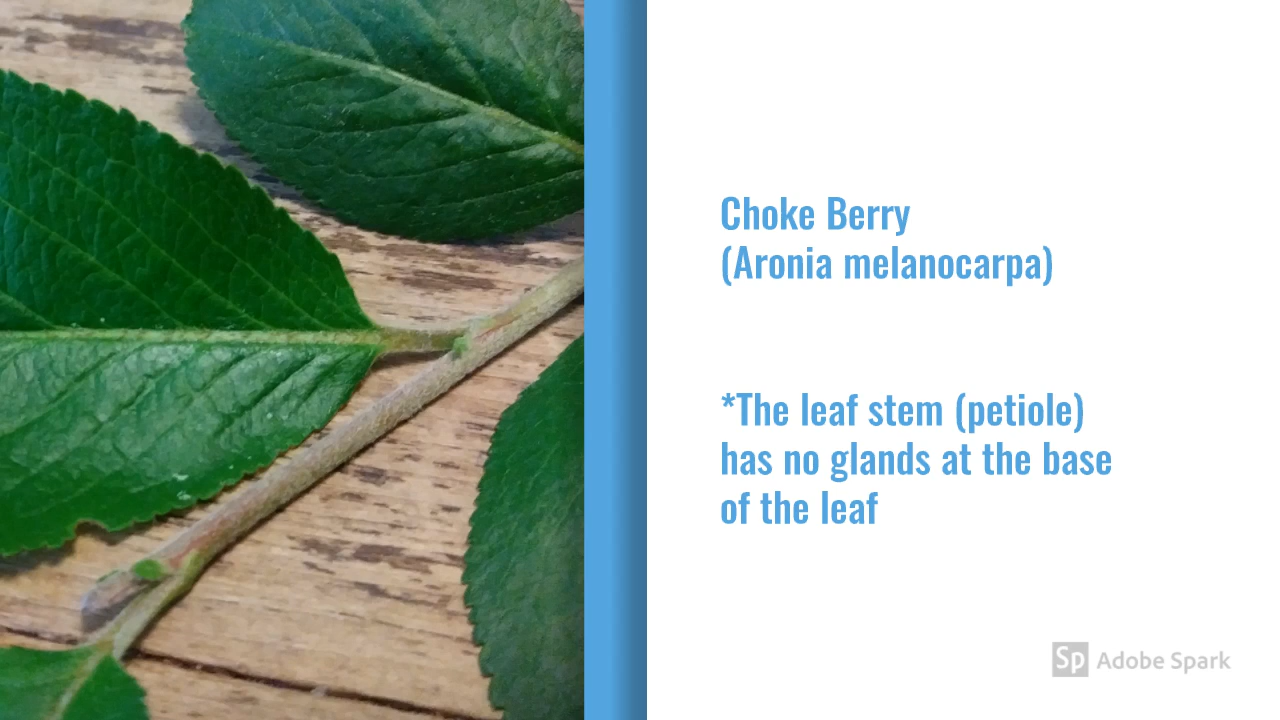 Choke Berry
(Aronia melanocarpa)
*The leaf stem (petiole)
has no glands at the base
of the leaf
Sp Adobe Spark